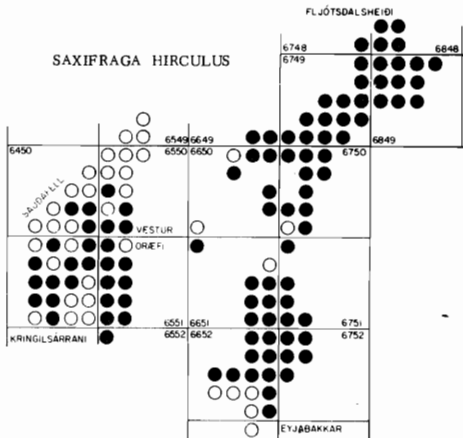 FLJÓTSDALSHEIÐI
SAXIFRAGA HIRCULUS
6748 6848
6749
6549 6649 6849
6450 6550 6650 6750
SAUÐAFELL
VESTUR
ÖRÆFI
6551 6651 6751
KRINGILSÁRRANI 6552 6652 6752
EYJABAKKAR